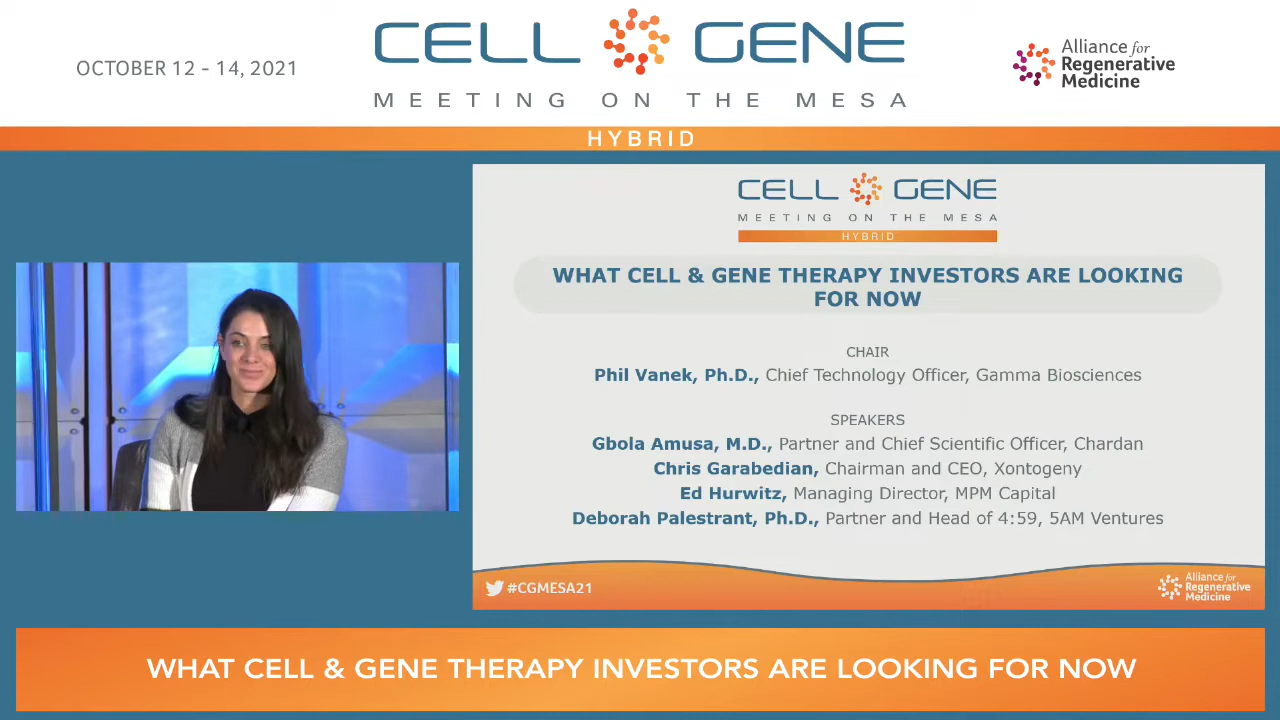 OCTOBER 12 - 14, 2021
CELL GENE
MEETING ON THE MESA
Alliance for
Regenerative
Medicine
HYBRID
CELL GENE
MEETING ON THE MESA
HYBRID
WHAT CELL & GENE THERAPY INVESTORS ARE LOOKING
FOR NOW
CHAIR
Phil Vanek, Ph.D., Chief Technology Officer, Gamma Biosciences
SPEAKERS
Gbola Amusa, M.D., Partner and Chief Scientific Officer, Chardan
Chris Garabedian, Chairman and CEO, Xontogeny
Ed Hurwitz, Managing Director, MPM Capital
Deborah Palestrant, Ph.D., Partner and Head of 4:59, 5AM Ventures
#CGMESA21
Alliance for
Regenerative
Medicine
WHAT CELL & GENE THERAPY INVESTORS ARE LOOKING FOR NOW